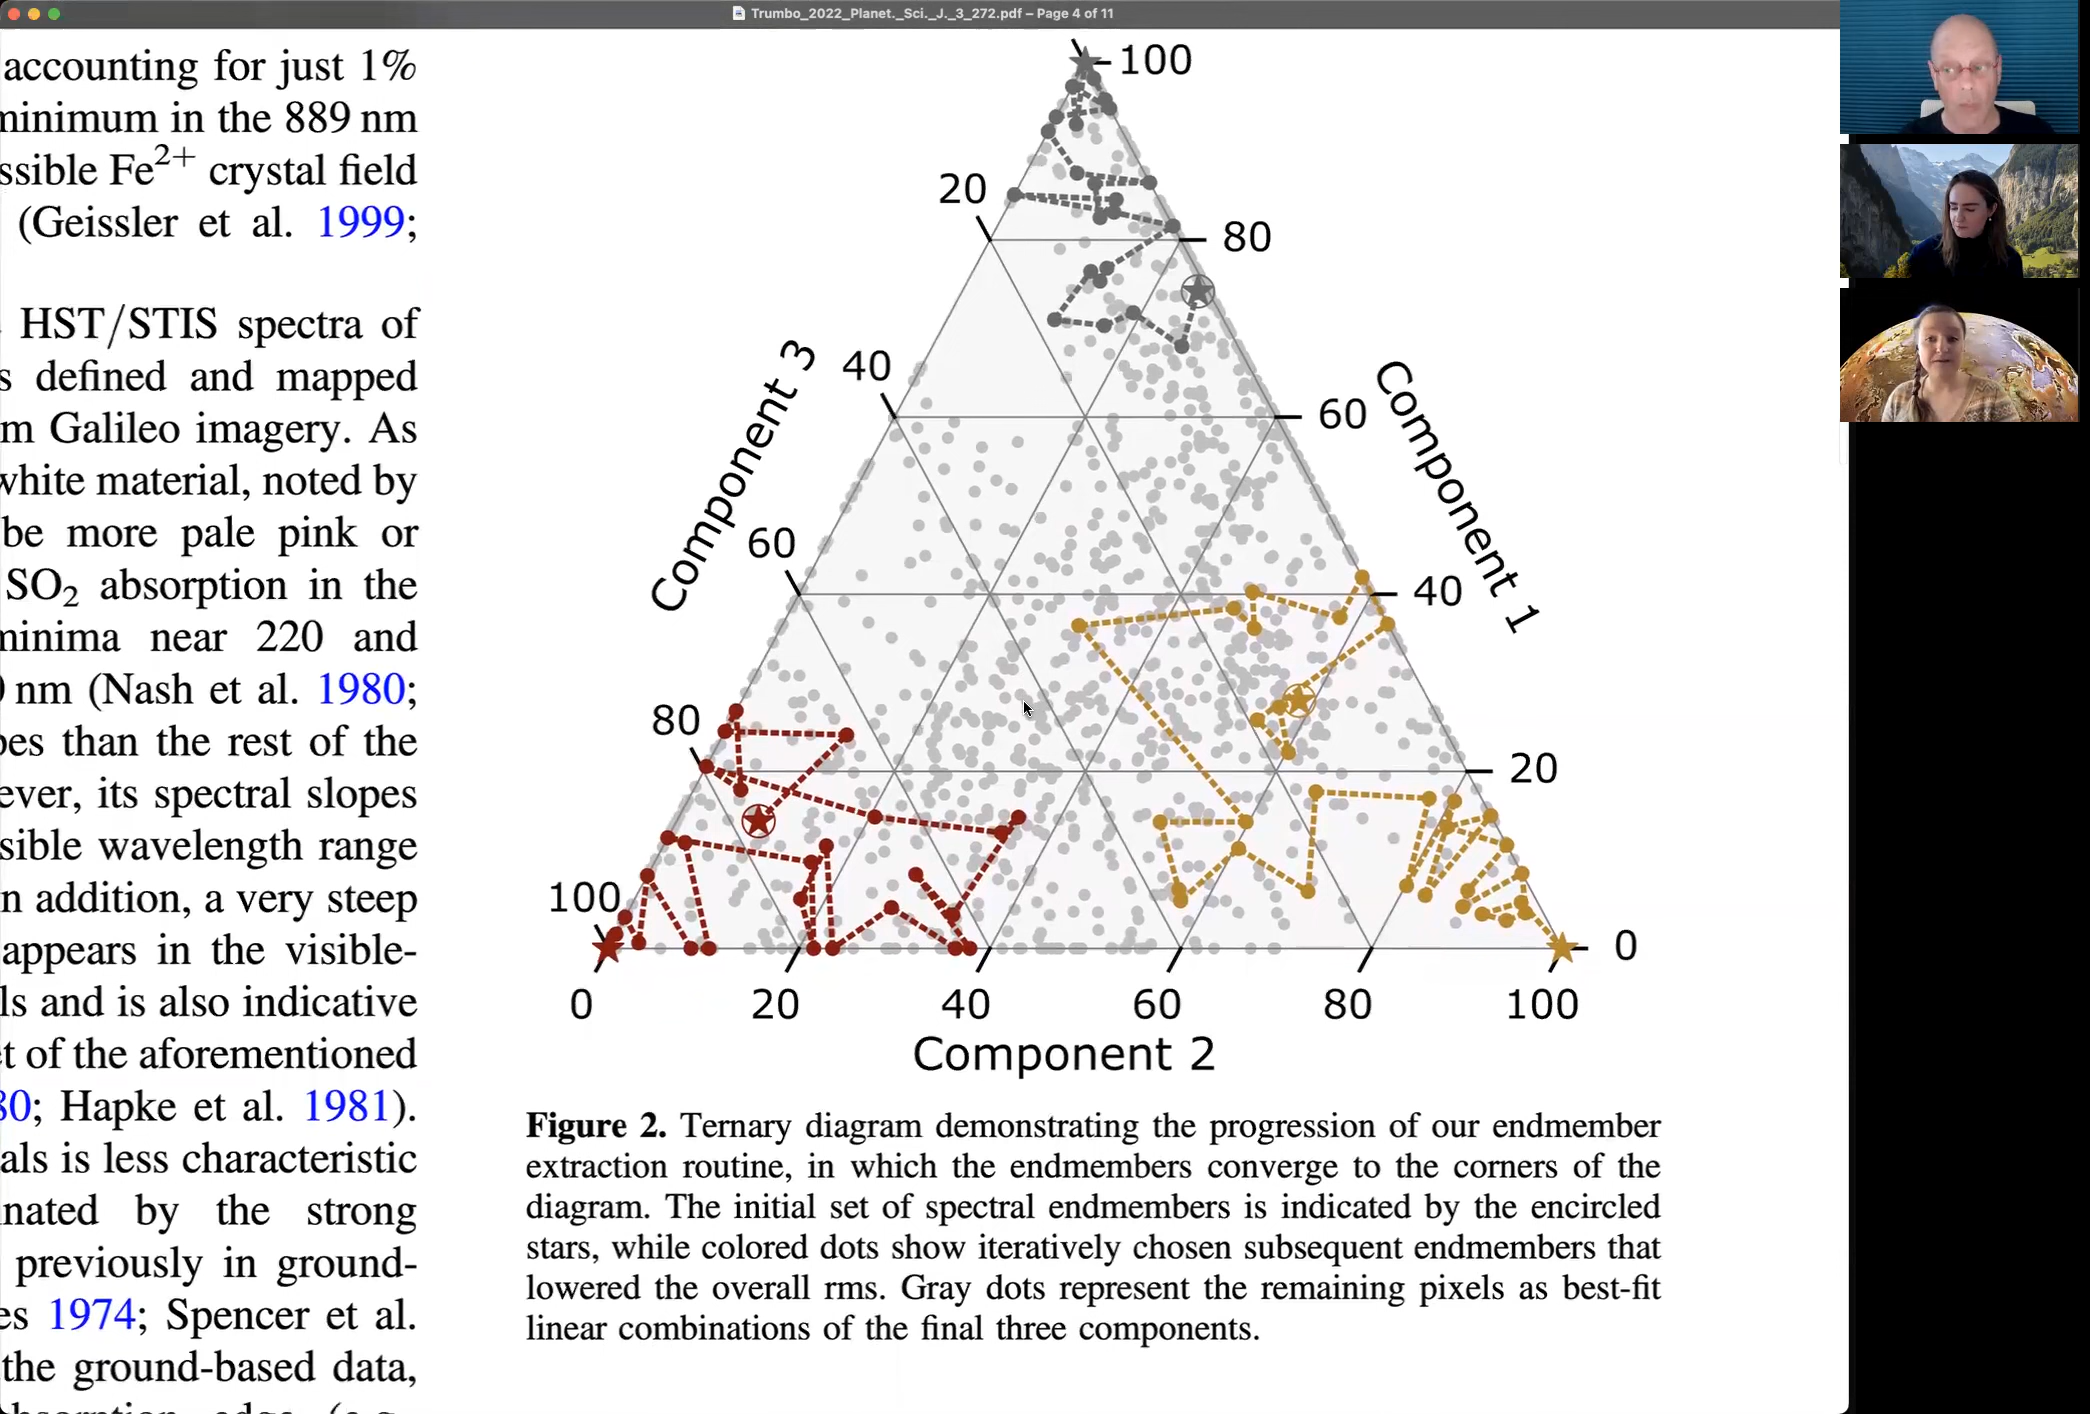 Trumbo_2022_Planet._Sci._J._3_272.pdf – Page 4 of 11
accounting for just 1%
minimum in the 889 nm
ssible Fe2+ crystal field
(Geissler et al. 1999;
HST/STIS spectra of
s defined and mapped
m Galileo imagery. As
white material, noted by
be more pale pink or
SO2 absorption in the
minima near 220 and
0 nm (Nash et al. 1980;
pes than the rest of the
ever, its spectral slopes
sible wavelength range
n addition, a very steep
appears in the visible-
ls and is also indicative
et of the aforementioned
80; Hapke et al. 1981).
als is less characteristic
nated by the strong
previously in ground-
es 1974; Spencer et al.
the ground-based data,
100
20
80
Component 3
40
60
Component 1
60
40
80
20
100
0
0 20 40 60 80 100
Component 2
Figure 2. Ternary diagram demonstrating the progression of our endmember
extraction routine, in which the endmembers converge to the corners of the
diagram. The initial set of spectral endmembers is indicated by the encircled
stars, while colored dots show iteratively chosen subsequent endmembers that
lowered the overall rms. Gray dots represent the remaining pixels as best-fit
linear combinations of the final three components.